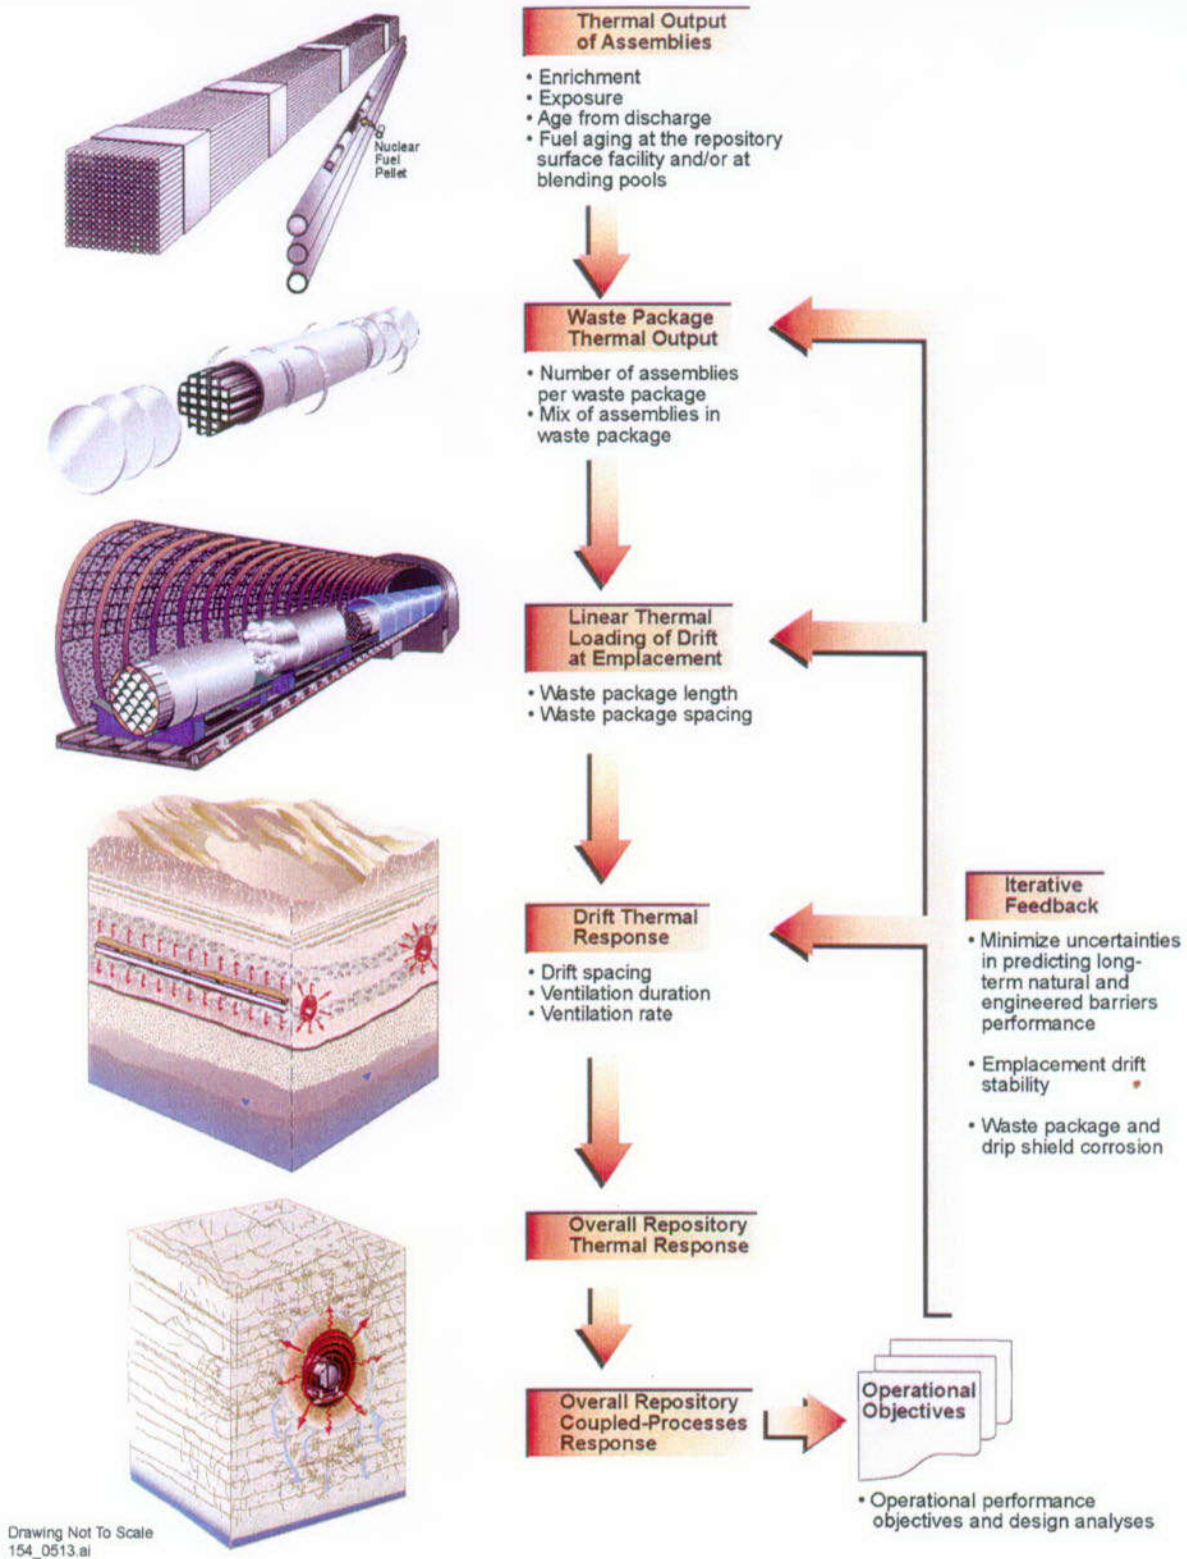 Thermal Output
of Assemblies
• Enrichment
• Exposure
• Age from discharge
• Fuel aging at the repository
surface facility and/or at
blending pools
Nuclear
Fuel
Pellet
Waste Package
Thermal Output
• Number of assemblies
per waste package
• Mix of assemblies in
waste package
Linear Thermal
Loading of Drift
at Emplacement
• Waste package length
• Waste package spacing
Drift Thermal
Response
• Drift spacing
• Ventilation duration
• Ventilation rate
Iterative
Feedback
• Minimize uncertainties
in predicting long-
term natural and
engineered barriers
performance
• Emplacement drift
stability
• Waste package and
drip shield corrosion
Overall Repository
Thermal Response
Overall Repository
Coupled-Processes
Response
Operational
Objectives
• Operational performance
objectives and design analyses
Drawing Not To Scale
154_0513.ai